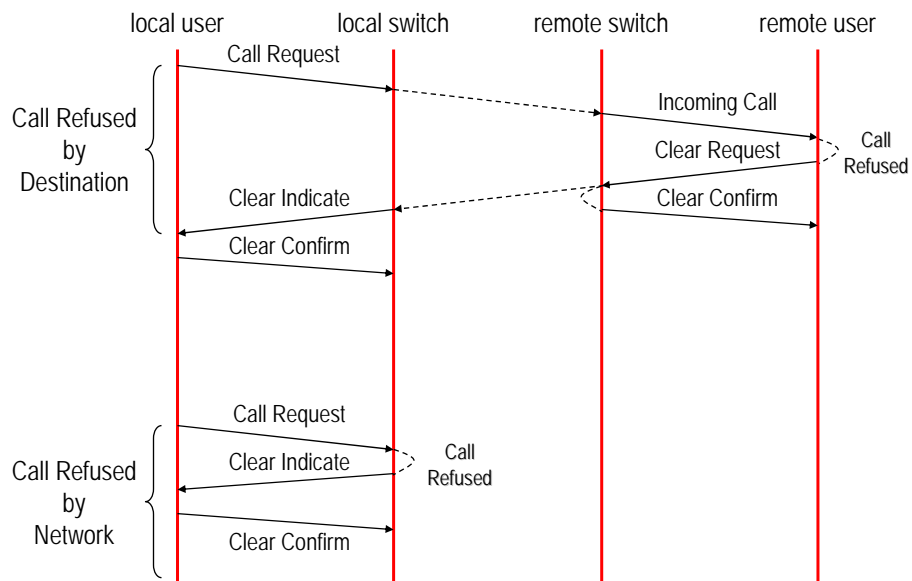 local user
local switch
remote switch
remote user
Call Request
Incoming Call
Call Refused
by
Destination
Call
Refused
Clear Request
Clear Indicate
Clear Confirm
Clear Confirm
Call Request
Call Refused
by
Network
Clear Indicate
Call
Refused
Clear Confirm